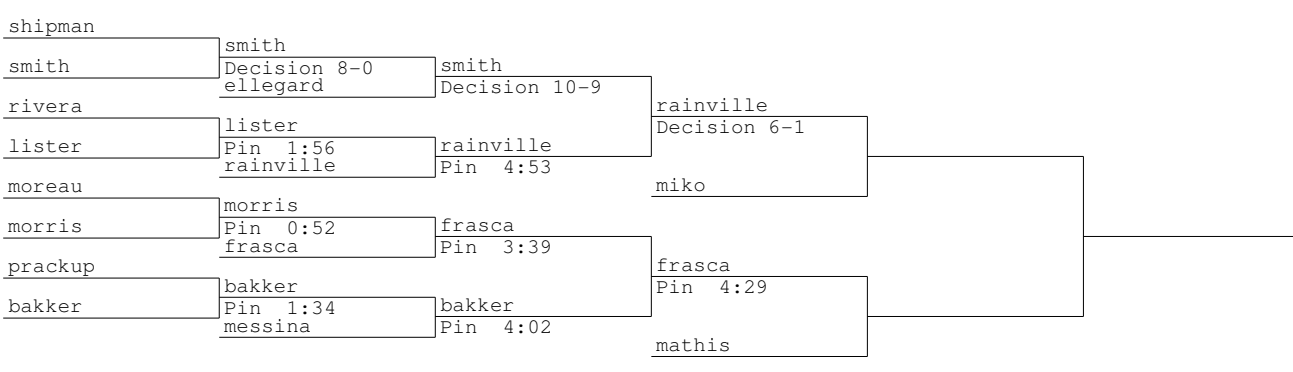 shipman
smith
smith
Decision 8-0
ellegard
smith
Decision 10-9
rivera
lister
lister
Pin 1:56
rainville
rainville
Pin 4:53
rainville
Decision 6-1
miko
moreau
morris
morris
Pin 0:52
frasca
frasca
Pin 3:39
prackup
bakker
bakker
Pin 1:34
messina
bakker
Pin 4:02
frasca
Pin 4:29
mathis